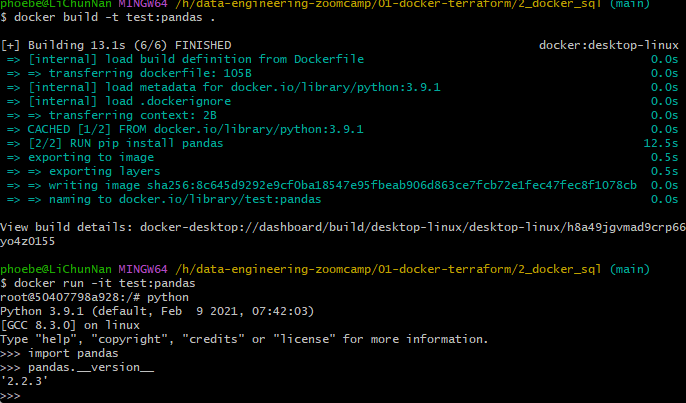 phoebe@LiChunNan MINGW64 /h/data-engineering-zoomcamp/01-docker-terraform/2_docker_sql (main)
$ docker build -t test:pandas .
[+] Building 13.1s (6/6) FINISHED docker:desktop-linux
=> [internal] load build definition from Dockerfile 0.0s
=> => transferring dockerfile: 105B 0.0s
=> [internal] load metadata for docker.io/library/python:3.9.1 0.0s
=> [internal] load .dockerignore 0.0s
=> => transferring context: 2B 0.0s
=> CACHED [1/2] FROM docker.io/library/python:3.9.1 0.0s
=> [2/2] RUN pip install pandas 12.5s
=> exporting to image 0.5s
=> => exporting layers 0.5s
=> => writing image sha256:8c645d9292e9cf0ba18547e95fbeab906d863ce7fcb72e1fec47fec8f1078cb 0.0s
=> => naming to docker.io/library/test:pandas 0.0s
View build details: docker-desktop://dashboard/build/desktop-linux/desktop-linux/h8a49jgvmad9crp66
yo4z0155
phoebe@LiChunNan MINGW64 /h/data-engineering-zoomcamp/01-docker-terraform/2_docker_sql (main)
$ docker run -it test:pandas
root@50407798a928:/# python
Python 3.9.1 (default, Feb  9 2021, 07:42:03)
[GCC 8.3.0] on linux
Type "help", "copyright", "credits" or "license" for more information.
>>> import pandas
>>> pandas.__version__
'2.2.3'
>>>